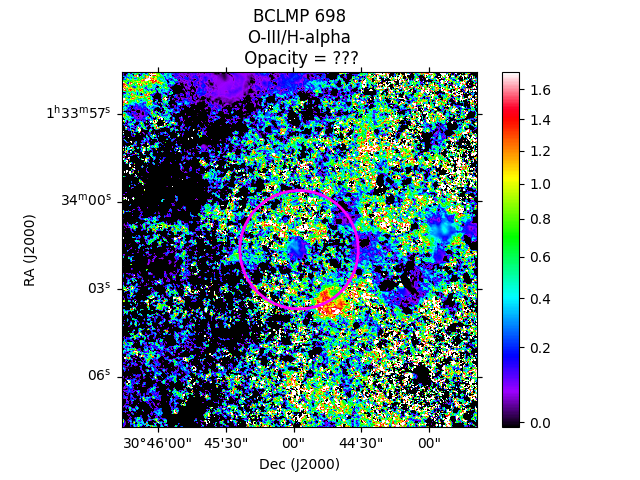 BCLMP 698
O-III/H-alpha
Opacity = ???
1ʰ33ᵐ57ˢ
34ᵐ00ˢ
03ˢ
06ˢ
RA (J2000)
30°46'00" 45'30" 00" 44'30" 00"
Dec (J2000)
1.6
1.4
1.2
1.0
0.8
0.6
0.4
0.2
0.0